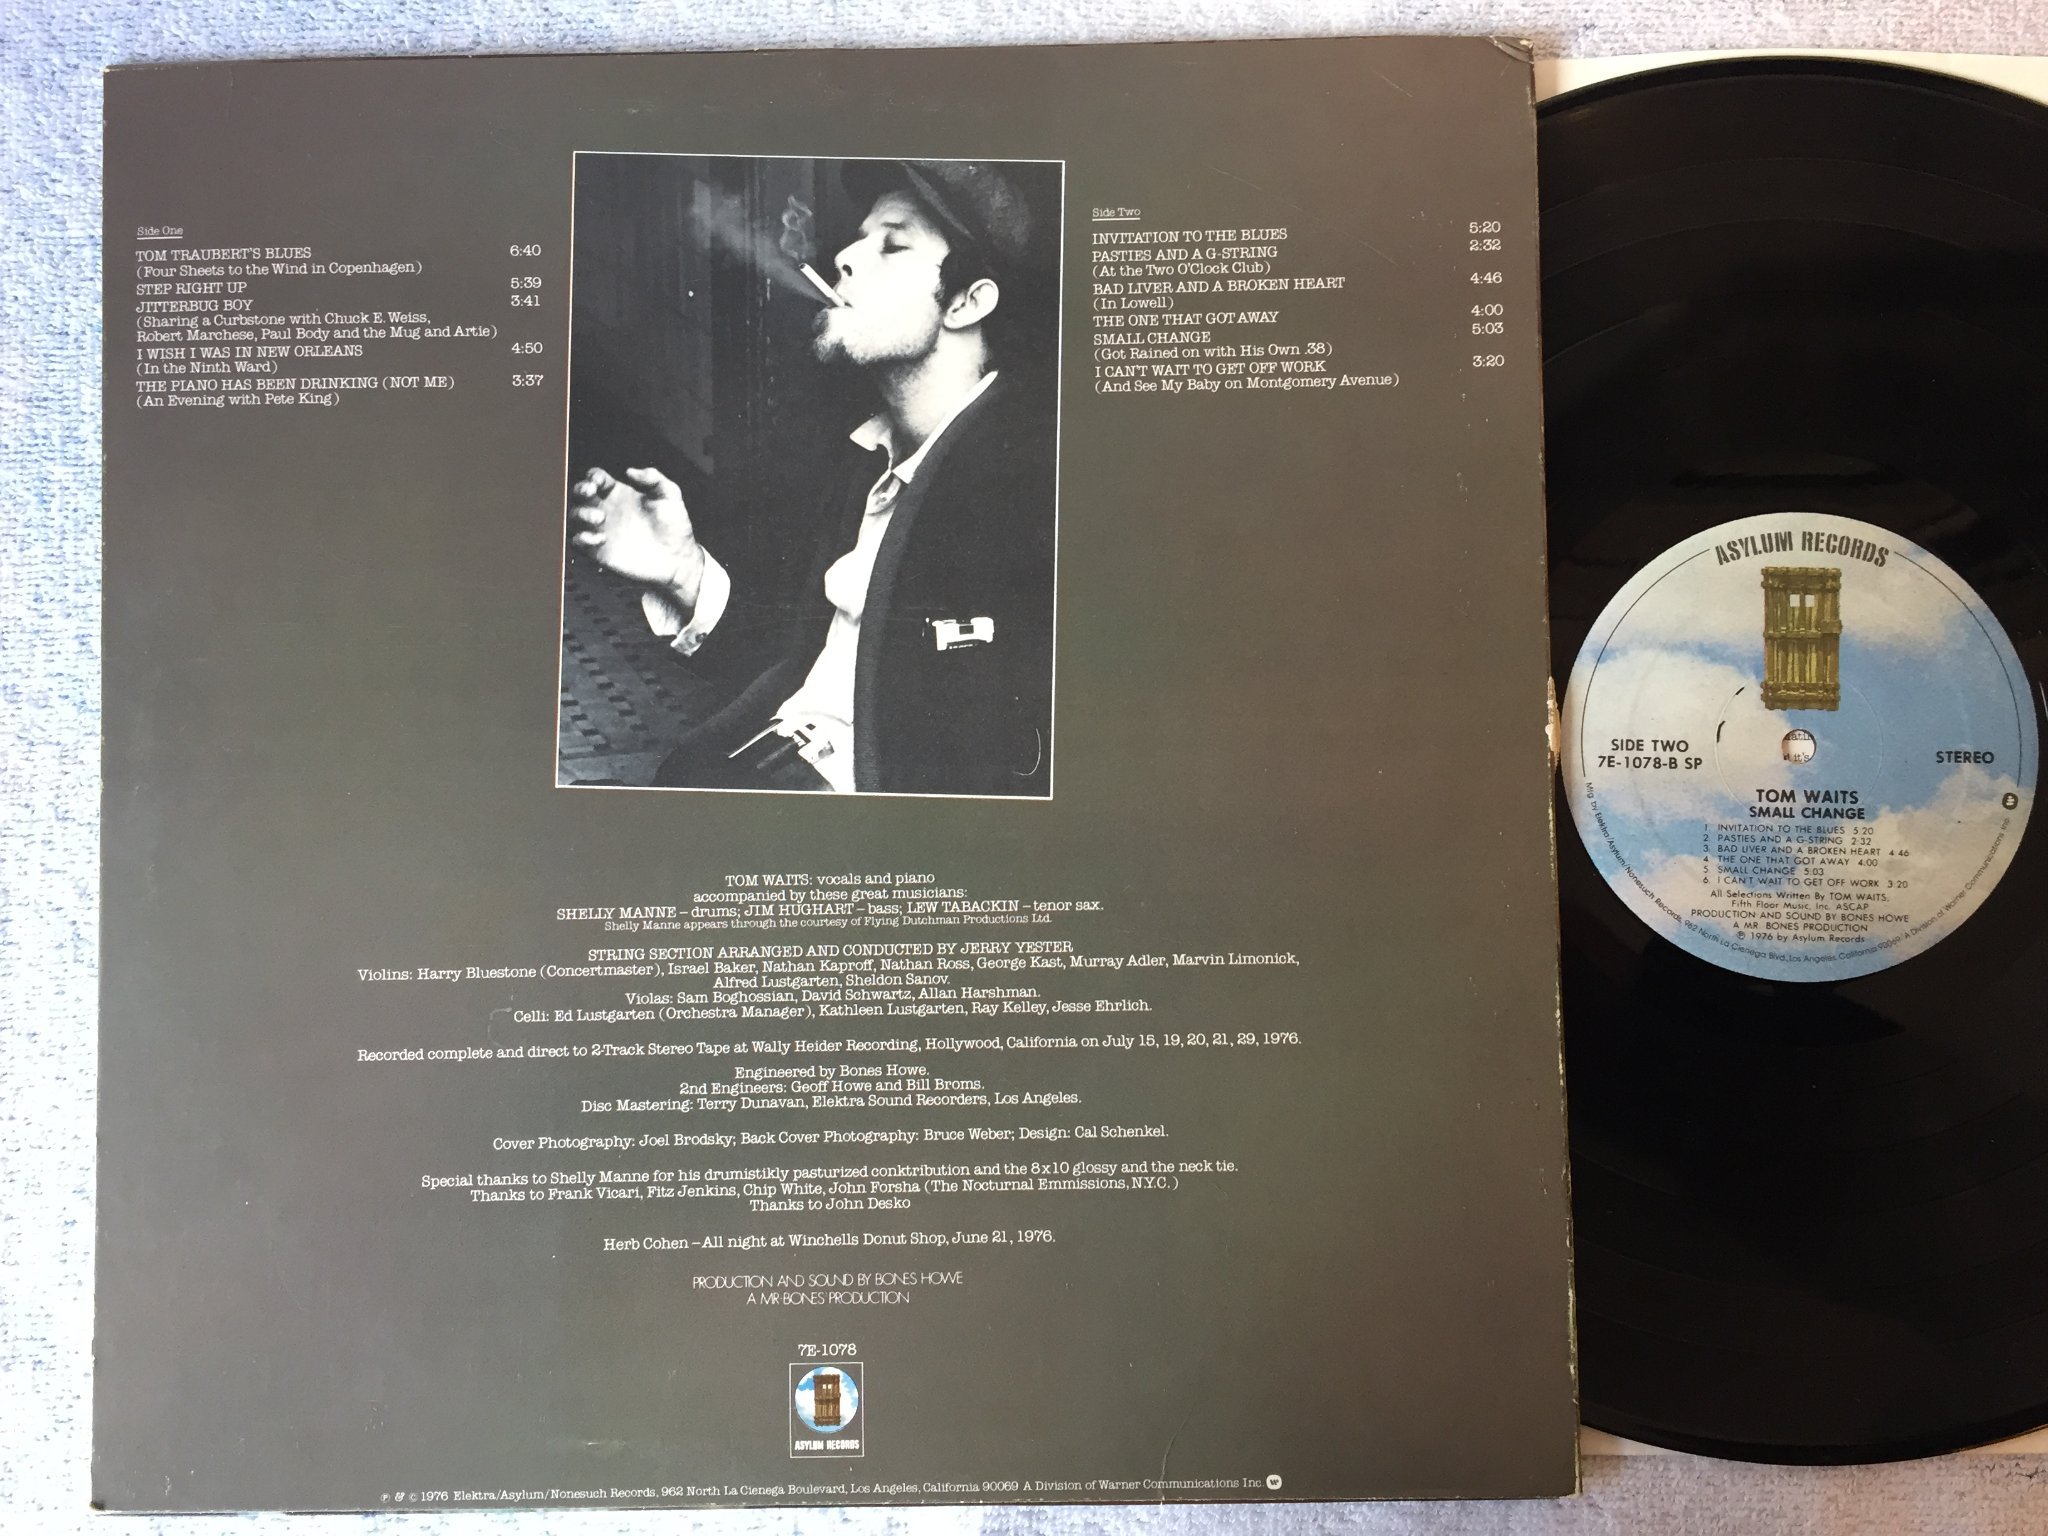 Side One
TOM TRAUBERT'S BLUES 6:40
(Four Sheets to the Wind in Copenhagen)
STEP RIGHT UP 5:39
JITTERBUG BOY 3:41
(Sharing a Curbstone with Chuck E. Weiss,
Robert Marchese, Paul Body and the Mug and Artie)
I WISH I WAS IN NEW ORLEANS 4:50
(In the Ninth Ward)
THE PIANO HAS BEEN DRINKING (NOT ME) 3:37
(An Evening with Pete King)
Side Two
INVITATION TO THE BLUES 5:20
PASTIES AND A G-STRING 2:32
(At the Two O'Clock Club)
BAD LIVER AND A BROKEN HEART 4:46
(In Lowell)
THE ONE THAT GOT AWAY 4:00
SMALL CHANGE 5:03
(Got Rained on with His Own .38)
I CAN'T WAIT TO GET OFF WORK 3:20
(And See My Baby on Montgomery Avenue)
TOM WAITS: vocals and piano
accompanied by these great musicians:
SHELLY MANNE – drums; JIM HUGHART – bass; LEW TABACKIN – tenor sax.
Shelly Manne appears through the courtesy of Flying Dutchman Productions Ltd.
STRING SECTION ARRANGED AND CONDUCTED BY JERRY YESTER
Violins: Harry Bluestone (Concertmaster), Israel Baker, Nathan Kaproff, Nathan Ross, George Kast, Murray Adler, Marvin Limonick,
Alfred Lustgarten, Sheldon Sanov.
Violas: Sam Boghossian, David Schwartz, Allan Harshman.
Celli: Ed Lustgarten (Orchestra Manager), Kathleen Lustgarten, Ray Kelley, Jesse Ehrlich.
Recorded complete and direct to 2-Track Stereo Tape at Wally Heider Recording, Hollywood, California on July 15, 19, 20, 21, 29, 1976.
Engineered by Bones Howe.
2nd Engineers: Geoff Howe and Bill Broms.
Disc Mastering: Terry Dunavan, Elektra Sound Recorders, Los Angeles.
Cover Photography: Joel Brodsky; Back Cover Photography: Bruce Weber; Design: Cal Schenkel.
Special thanks to Shelly Manne for his drumistikly pasturized conktribution and the 8x10 glossy and the neck tie.
Thanks to Frank Vicari, Fitz Jenkins, Chip White, John Forsha (The Nocturnal Emmissions, N.Y.C.)
Thanks to John Desko
Herb Cohen – All night at Winchells Donut Shop, June 21, 1976.
PRODUCTION AND SOUND BY BONES HOWE
A MR. BONES PRODUCTION
7E-1078
ASYLUM RECORDS
℗ & © 1976 Elektra/Asylum/Nonesuch Records, 962 North La Cienega Boulevard, Los Angeles, California 90069 A Division of Warner Communications Inc.
ASYLUM RECORDS
SIDE TWO
7E-1078-B SP
STEREO
TOM WAITS
SMALL CHANGE
1. INVITATION TO THE BLUES 5:20
2. PASTIES AND A G-STRING 2:32
3. BAD LIVER AND A BROKEN HEART 4:46
4. THE ONE THAT GOT AWAY 4:00
5. SMALL CHANGE 5:03
6. I CAN'T WAIT TO GET OFF WORK 3:20
All Selections Written By TOM WAITS,
Fifth Floor Music, Inc. ASCAP
PRODUCTION AND SOUND BY BONES HOWE
A MR. BONES PRODUCTION
℗ 1976 by Asylum Records
Mfg by Elektra/Asylum/Nonesuch Records, 962 North La Cienega Blvd., Los Angeles, California 90069. A Division of Warner Communications Inc.